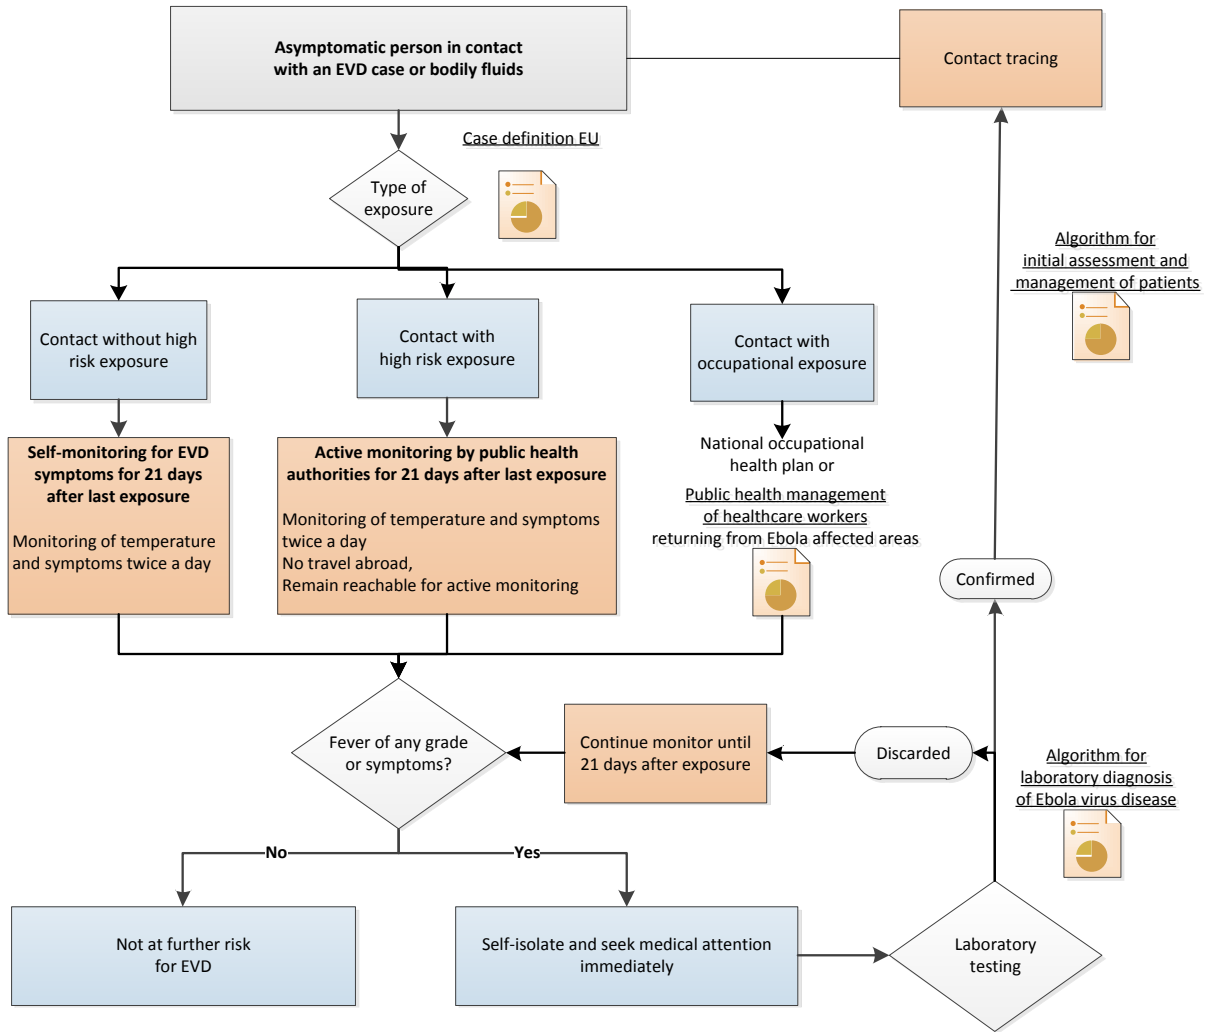 Asymptomatic person in contact
with an EVD case or bodily fluids
Contact tracing
Case definition EU
Type of
exposure
Algorithm for
initial assessment and
management of patients
Contact without high
risk exposure
Contact with
high risk exposure
Contact with
occupational exposure
Self-monitoring for EVD
symptoms for 21 days
after last exposure
Monitoring of temperature
and symptoms twice a day
Active monitoring by public health
authorities for 21 days after last exposure
Monitoring of temperature and symptoms
twice a day
No travel abroad,
Remain reachable for active monitoring
National occupational
health plan or
Public health management
of healthcare workers
returning from Ebola affected areas
Confirmed
Fever of any grade
or symptoms?
Continue monitor until
21 days after exposure
Discarded
Algorithm for
laboratory diagnosis
of Ebola virus disease
No
Yes
Not at further risk
for EVD
Self-isolate and seek medical attention
immediately
Laboratory
testing